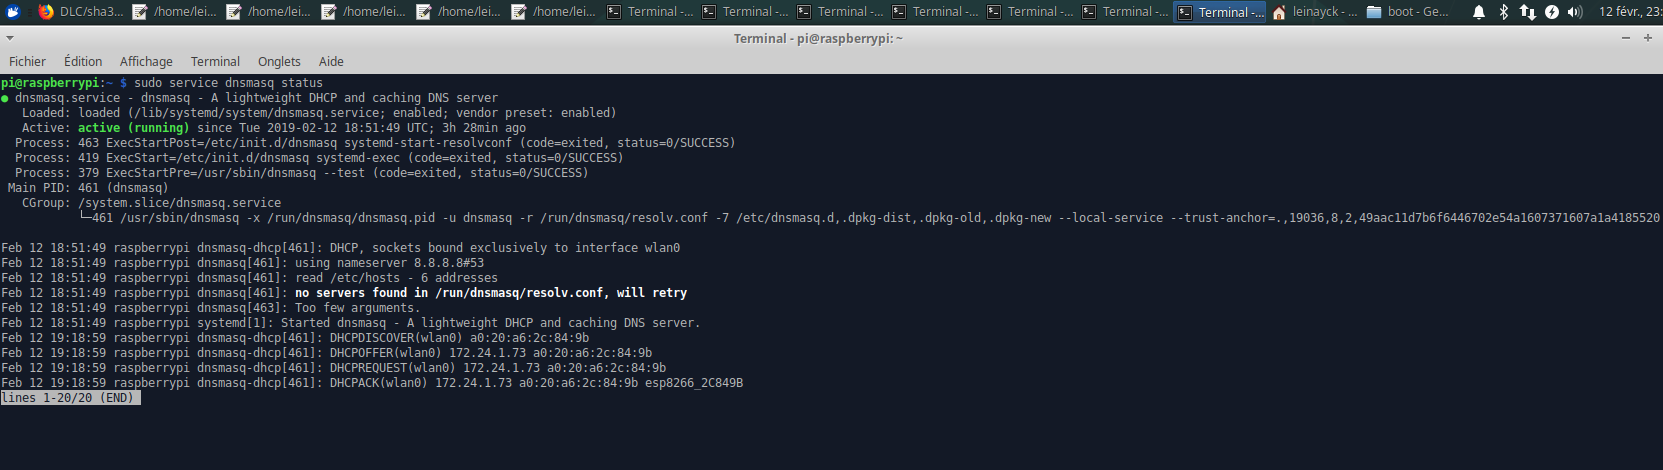 DLC/sha3... /home/lei... /home/lei... /home/lei... /home/lei... /home/lei... Terminal -... Terminal -... Terminal -... Terminal -... Terminal -... Terminal -... Terminal -... leinayck - ... boot - Ge... 12 févr., 23:
Terminal - pi@raspberrypi: ~
Fichier Édition Affichage Terminal Onglets Aide
pi@raspberrypi:~ $ sudo service dnsmasq status
● dnsmasq.service - dnsmasq - A lightweight DHCP and caching DNS server
Loaded: loaded (/lib/systemd/system/dnsmasq.service; enabled; vendor preset: enabled)
Active: active (running) since Tue 2019-02-12 18:51:49 UTC; 3h 28min ago
Process: 463 ExecStartPost=/etc/init.d/dnsmasq systemd-start-resolvconf (code=exited, status=0/SUCCESS)
Process: 419 ExecStart=/etc/init.d/dnsmasq systemd-exec (code=exited, status=0/SUCCESS)
Process: 379 ExecStartPre=/usr/sbin/dnsmasq --test (code=exited, status=0/SUCCESS)
Main PID: 461 (dnsmasq)
CGroup: /system.slice/dnsmasq.service
└─461 /usr/sbin/dnsmasq -x /run/dnsmasq/dnsmasq.pid -u dnsmasq -r /run/dnsmasq/resolv.conf -7 /etc/dnsmasq.d,.dpkg-dist,.dpkg-old,.dpkg-new --local-service --trust-anchor=.,19036,8,2,49aac11d7b6f6446702e54a1607371607a1a4185520
Feb 12 18:51:49 raspberrypi dnsmasq-dhcp[461]: DHCP, sockets bound exclusively to interface wlan0
Feb 12 18:51:49 raspberrypi dnsmasq[461]: using nameserver 8.8.8.8#53
Feb 12 18:51:49 raspberrypi dnsmasq[461]: read /etc/hosts - 6 addresses
Feb 12 18:51:49 raspberrypi dnsmasq[461]: no servers found in /run/dnsmasq/resolv.conf, will retry
Feb 12 18:51:49 raspberrypi dnsmasq[463]: Too few arguments.
Feb 12 18:51:49 raspberrypi systemd[1]: Started dnsmasq - A lightweight DHCP and caching DNS server.
Feb 12 19:18:59 raspberrypi dnsmasq-dhcp[461]: DHCPDISCOVER(wlan0) a0:20:a6:2c:84:9b
Feb 12 19:18:59 raspberrypi dnsmasq-dhcp[461]: DHCPOFFER(wlan0) 172.24.1.73 a0:20:a6:2c:84:9b
Feb 12 19:18:59 raspberrypi dnsmasq-dhcp[461]: DHCPREQUEST(wlan0) 172.24.1.73 a0:20:a6:2c:84:9b
Feb 12 19:18:59 raspberrypi dnsmasq-dhcp[461]: DHCPACK(wlan0) 172.24.1.73 a0:20:a6:2c:84:9b esp8266_2C849B
lines 1-20/20 (END)